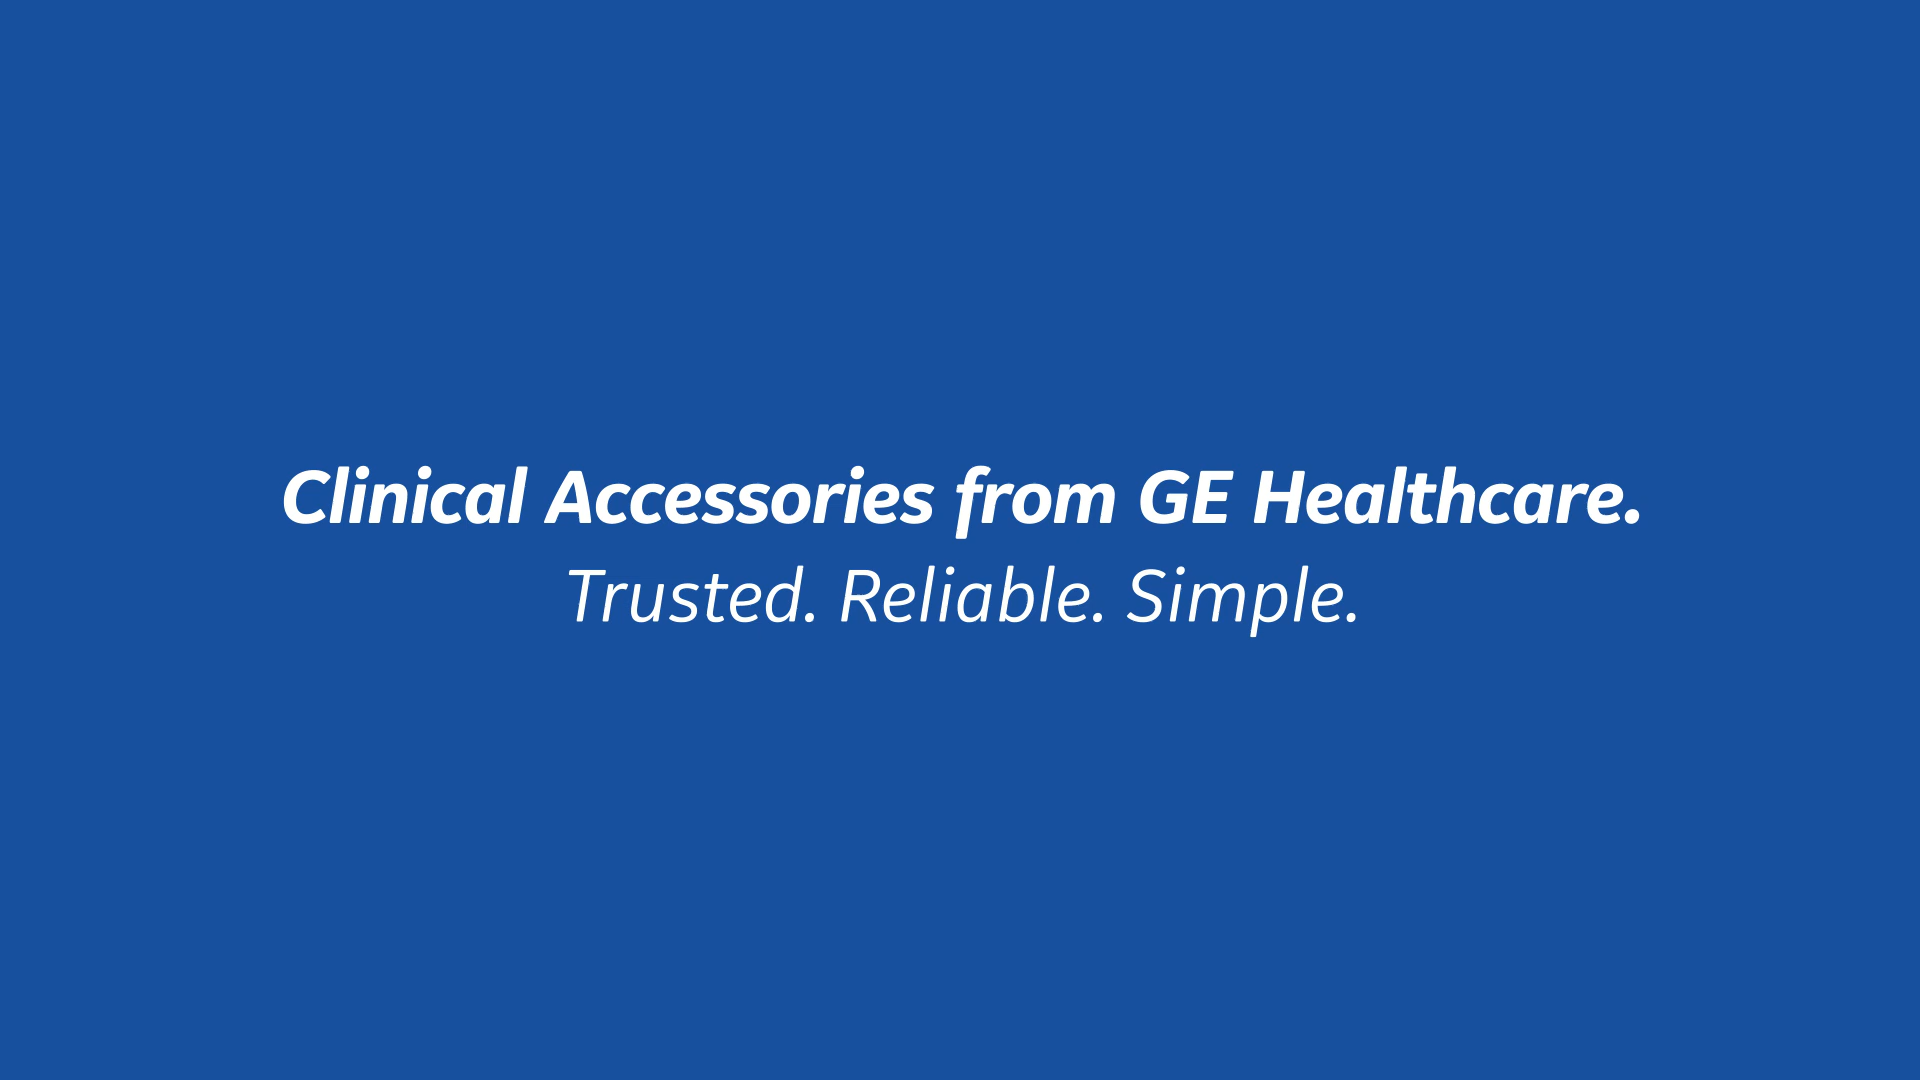 Clinical Accessories from GE Healthcare.
Trusted. Reliable. Simple.